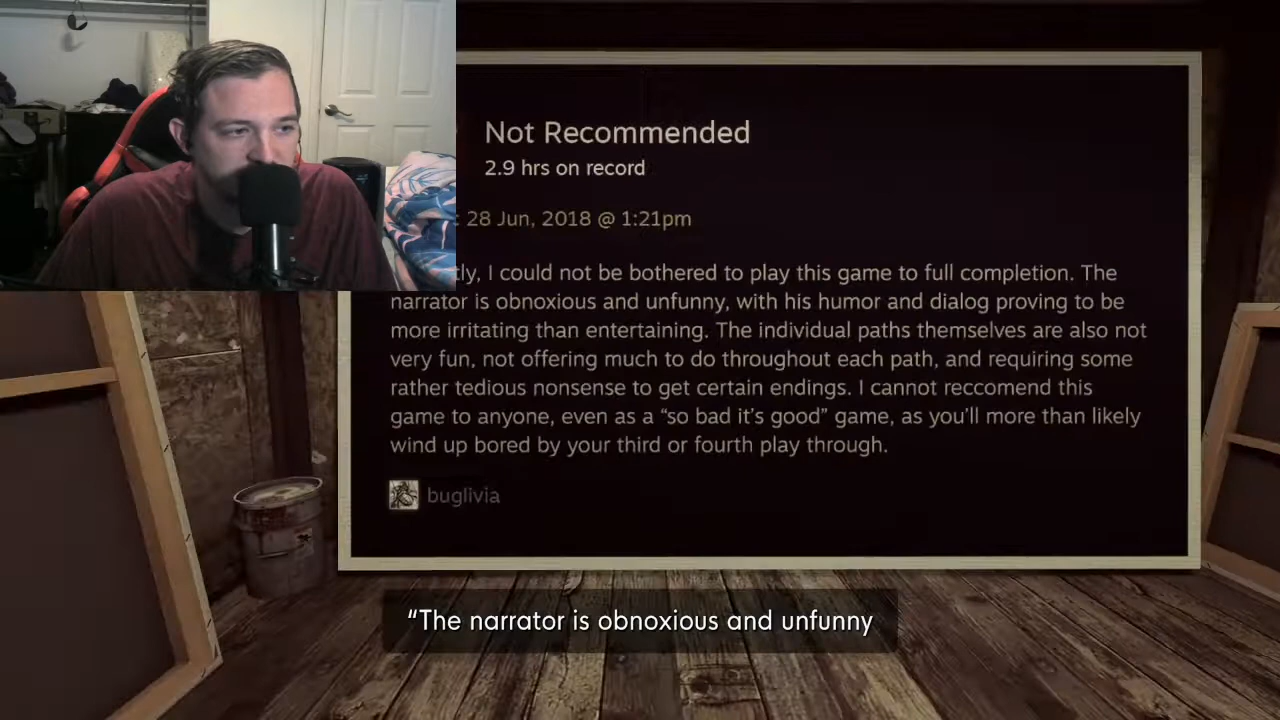 Not Recommended
2.9 hrs on record
: 28 Jun, 2018 @ 1:21pm
tly, I could not be bothered to play this game to full completion. The
narrator is obnoxious and unfunny, with his humor and dialog proving to be
more irritating than entertaining. The individual paths themselves are also not
very fun, not offering much to do throughout each path, and requiring some
rather tedious nonsense to get certain endings. I cannot reccomend this
game to anyone, even as a “so bad it's good” game, as you'll more than likely
wind up bored by your third or fourth play through.
buglivia
“The narrator is obnoxious and unfunny